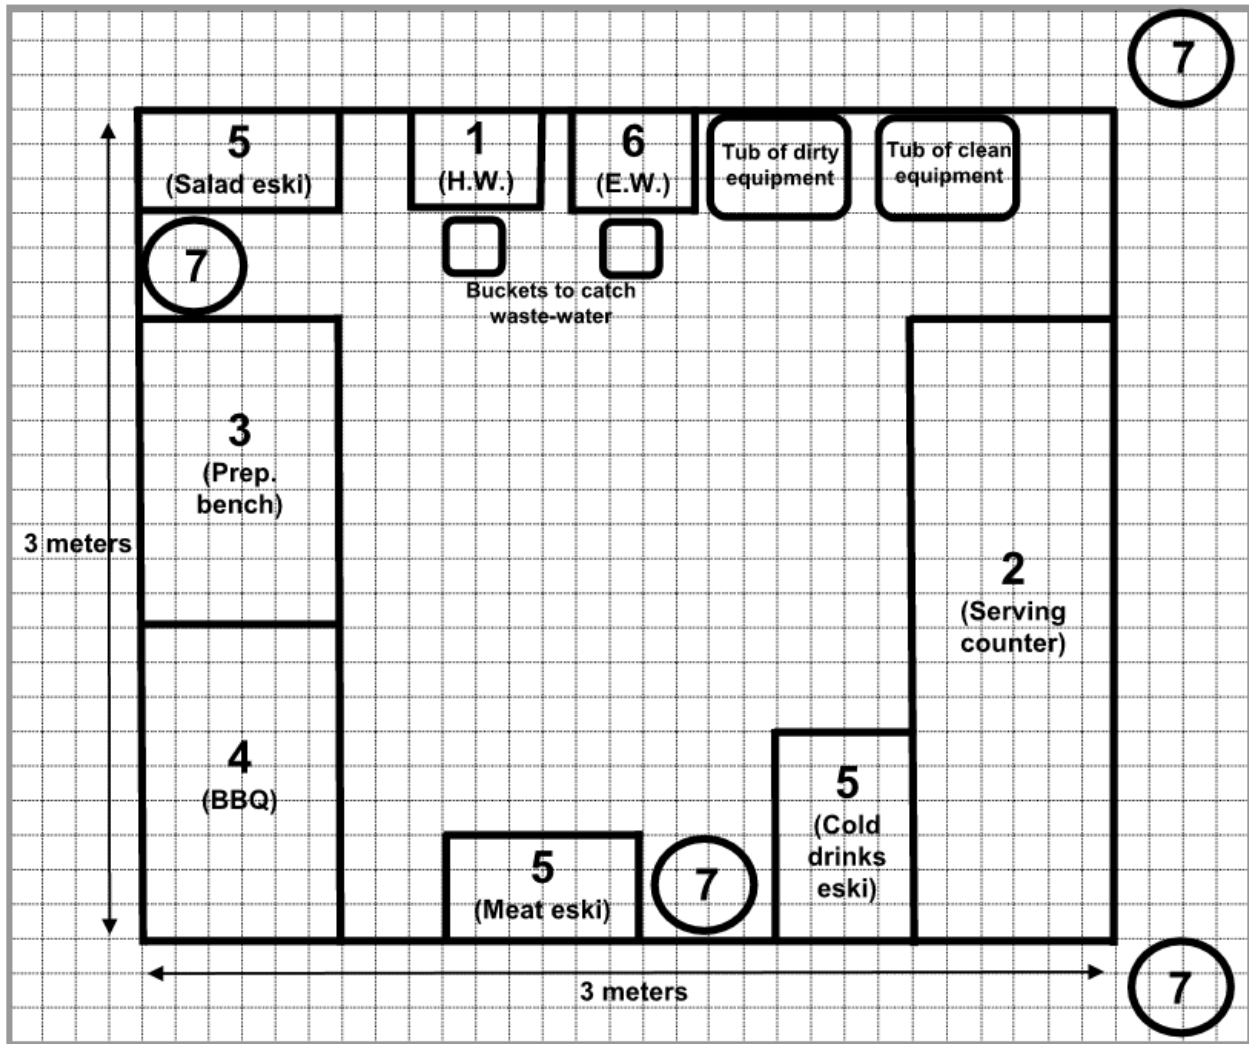 7
5
(Salad eski)
1
(H.W.)
6
(E.W.)
Tub of dirty
equipment
Tub of clean
equipment
7
Buckets to catch
waste-water
3
(Prep.
bench)
3 meters
2
(Serving
counter)
4
(BBQ)
5
(Meat eski)
7
5
(Cold
drinks
eski)
3 meters
7